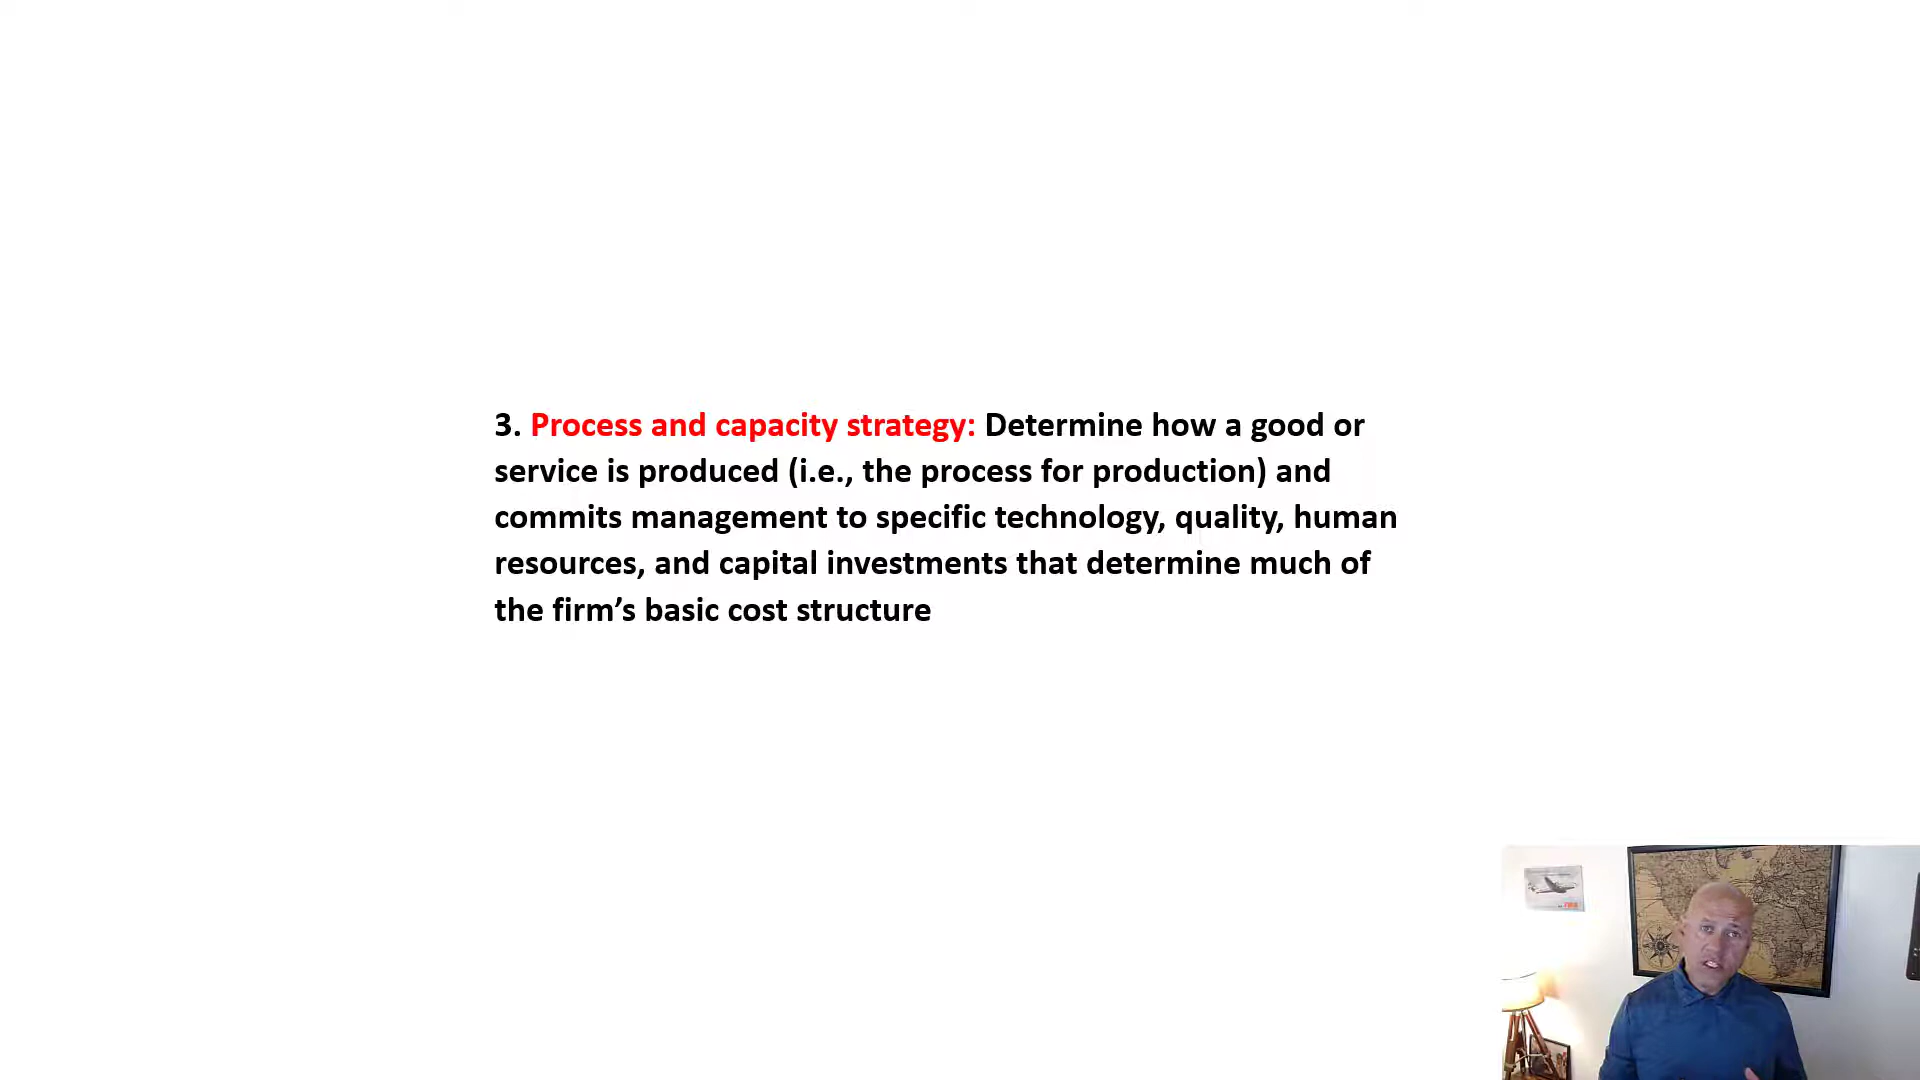 3. Process and capacity strategy: Determine how a good or
service is produced (i.e., the process for production) and
commits management to specific technology, quality, human
resources, and capital investments that determine much of
the firm’s basic cost structure